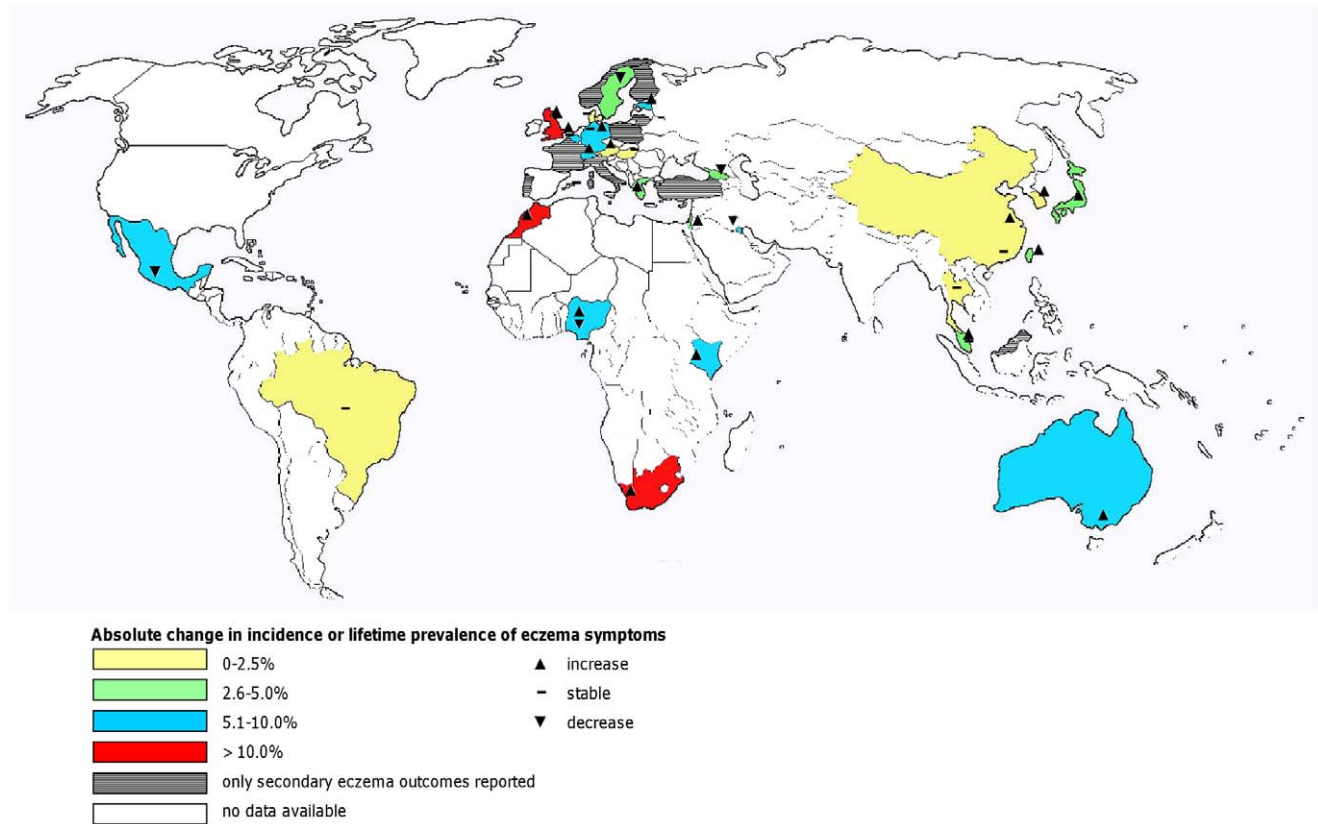 Absolute change in incidence or lifetime prevalence of eczema symptoms
0-2.5%
increase
2.6-5.0%
stable
5.1-10.0%
decrease
> 10.0%
only secondary eczema outcomes reported
no data available